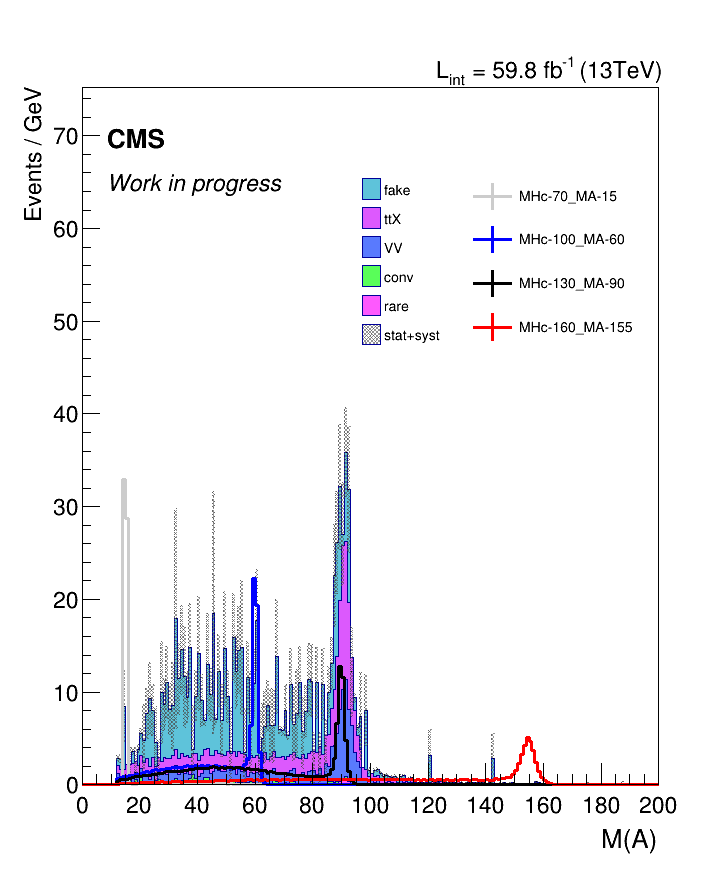 L_int = 59.8 fb^-1 (13TeV)
Events / GeV
CMS
Work in progress
fake
ttX
VV
conv
rare
stat+syst
MHc-70_MA-15
MHc-100_MA-60
MHc-130_MA-90
MHc-160_MA-155
70
60
50
40
30
20
10
0
0 20 40 60 80 100 120 140 160 180 200
M(A)